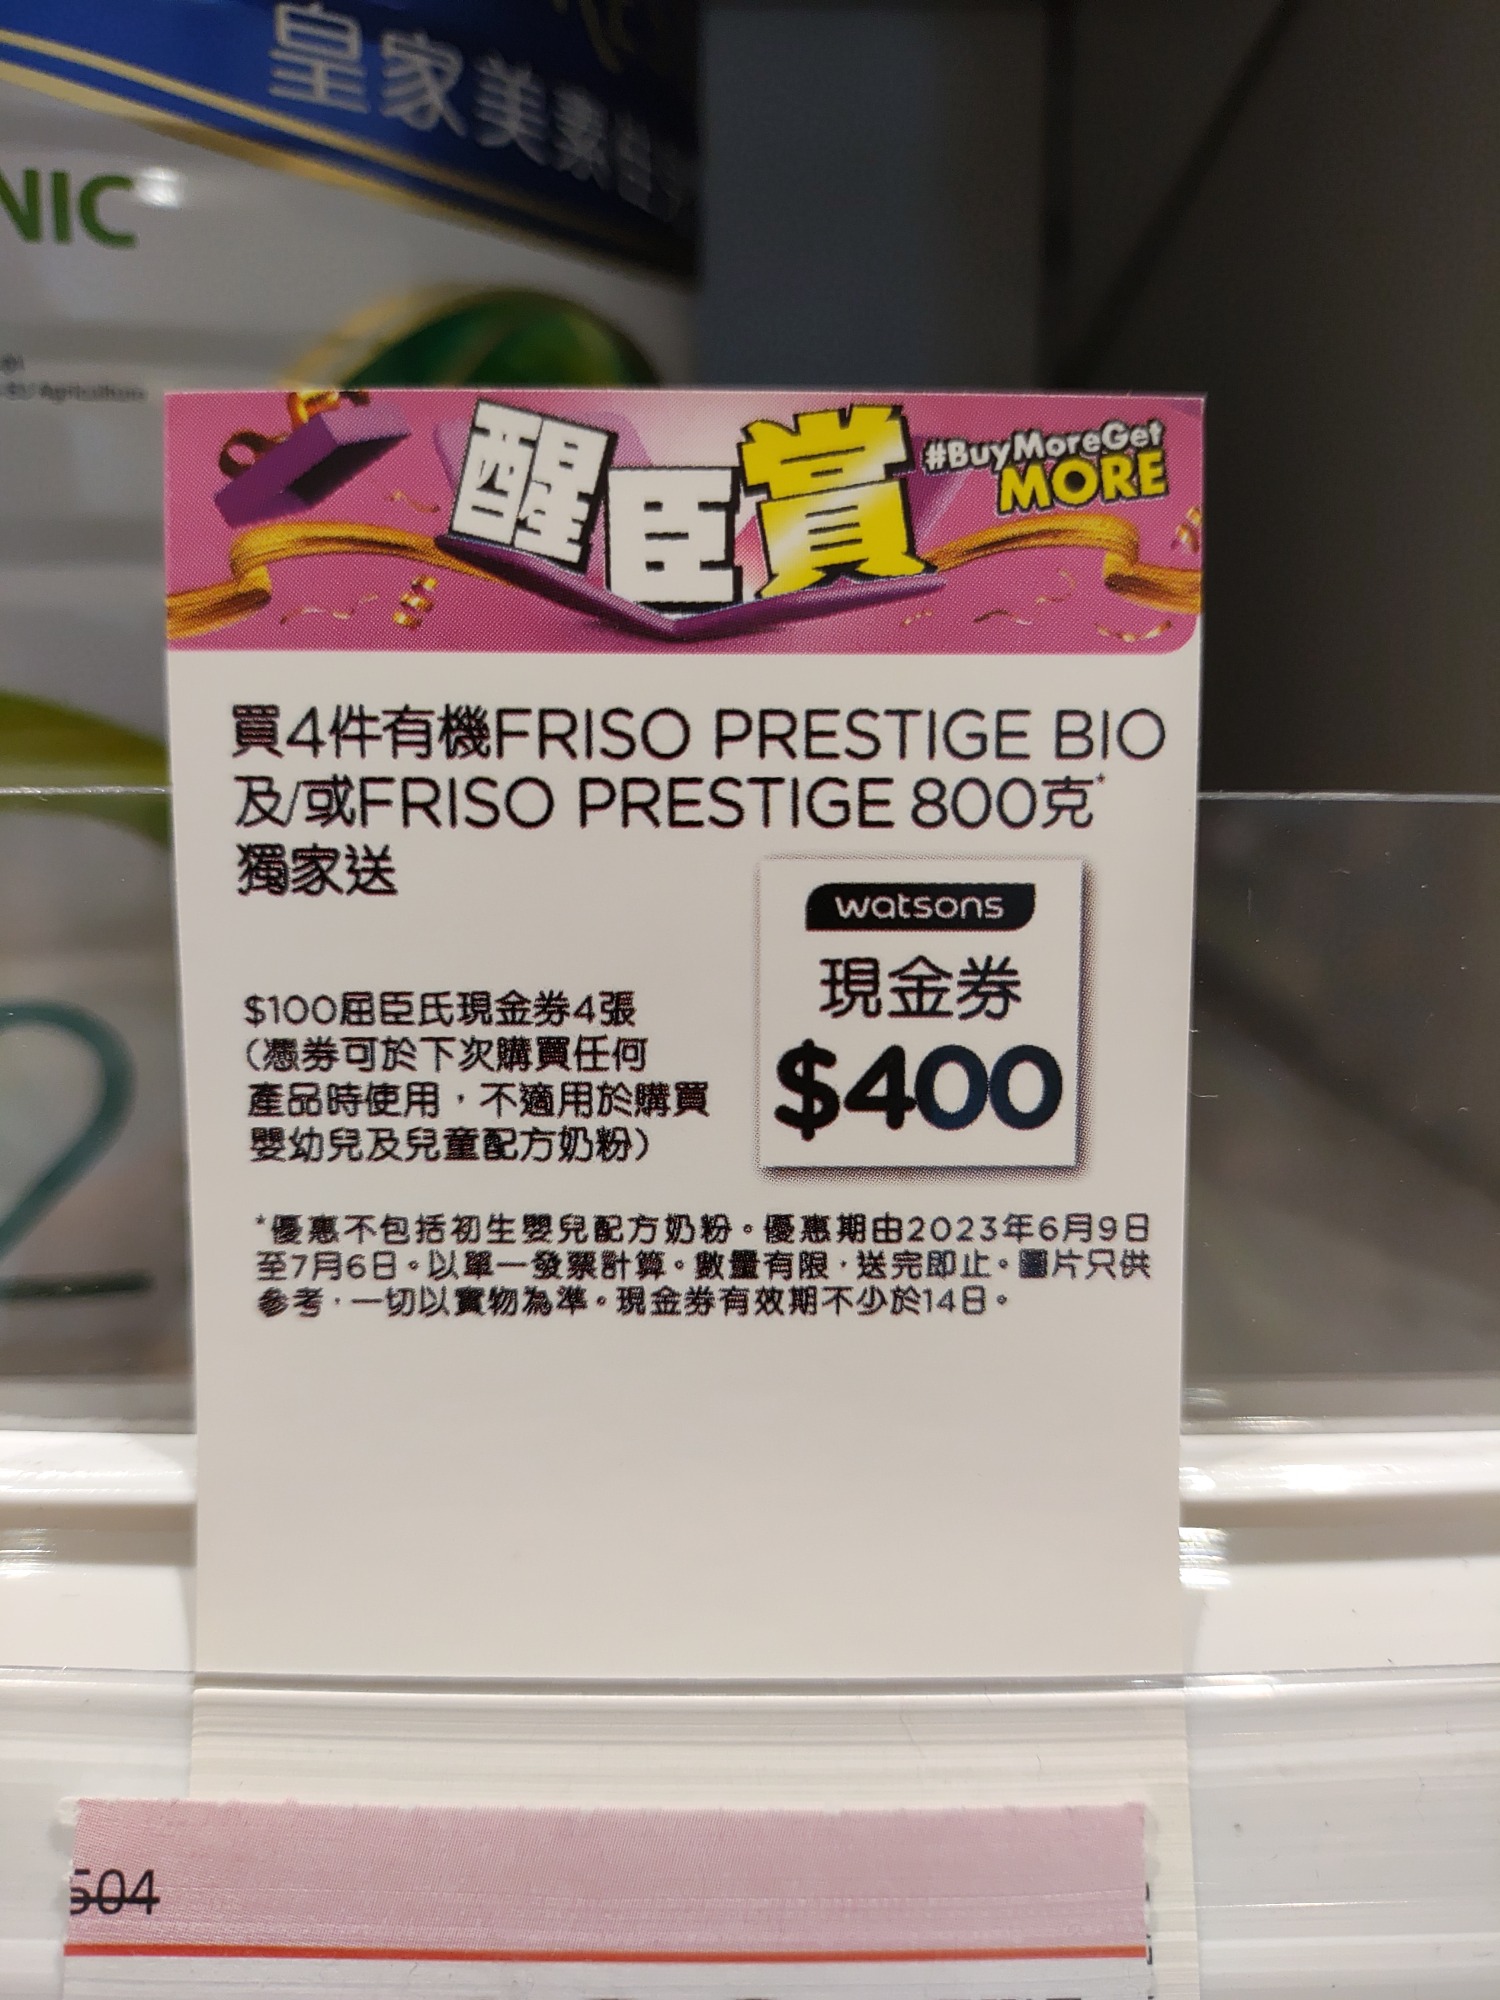 皇家美素
NIC
EU Agriculture
醒臣賞
#BuyMoreGet
MORE
買4件有機FRISO PRESTIGE BIO
及/或FRISO PRESTIGE 800克*
獨家送
watsons
現金券
$400
$100屈臣氏現金券4張
(憑券可於下次購買任何
產品時使用，不適用於購買
嬰幼兒及兒童配方奶粉)
*優惠不包括初生嬰兒配方奶粉。優惠期由2023年6月9日
至7月6日。以單一發票計算。數量有限，送完即止。圖片只供
參考，一切以實物為準。現金券有效期不少於14日。
2
504